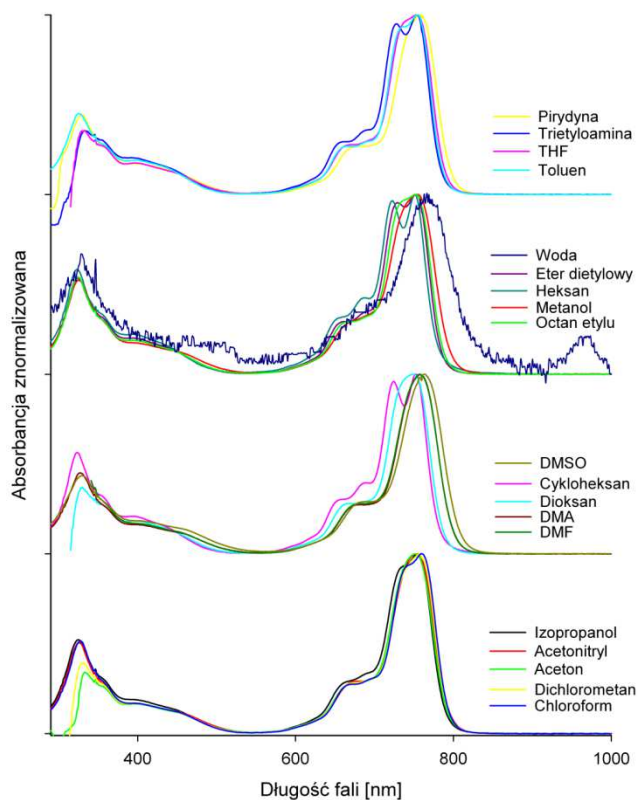 Absorbancja znormalizowana
Pirydyna
Trietyloamina
THF
Toluen
Woda
Eter dietylowy
Heksan
Metanol
Octan etylu
DMSO
Cykloheksan
Dioksan
DMA
DMF
Izopropanol
Acetonitryl
Aceton
Dichlorometan
Chloroform
400
600
800
1000
Długość fali [nm]